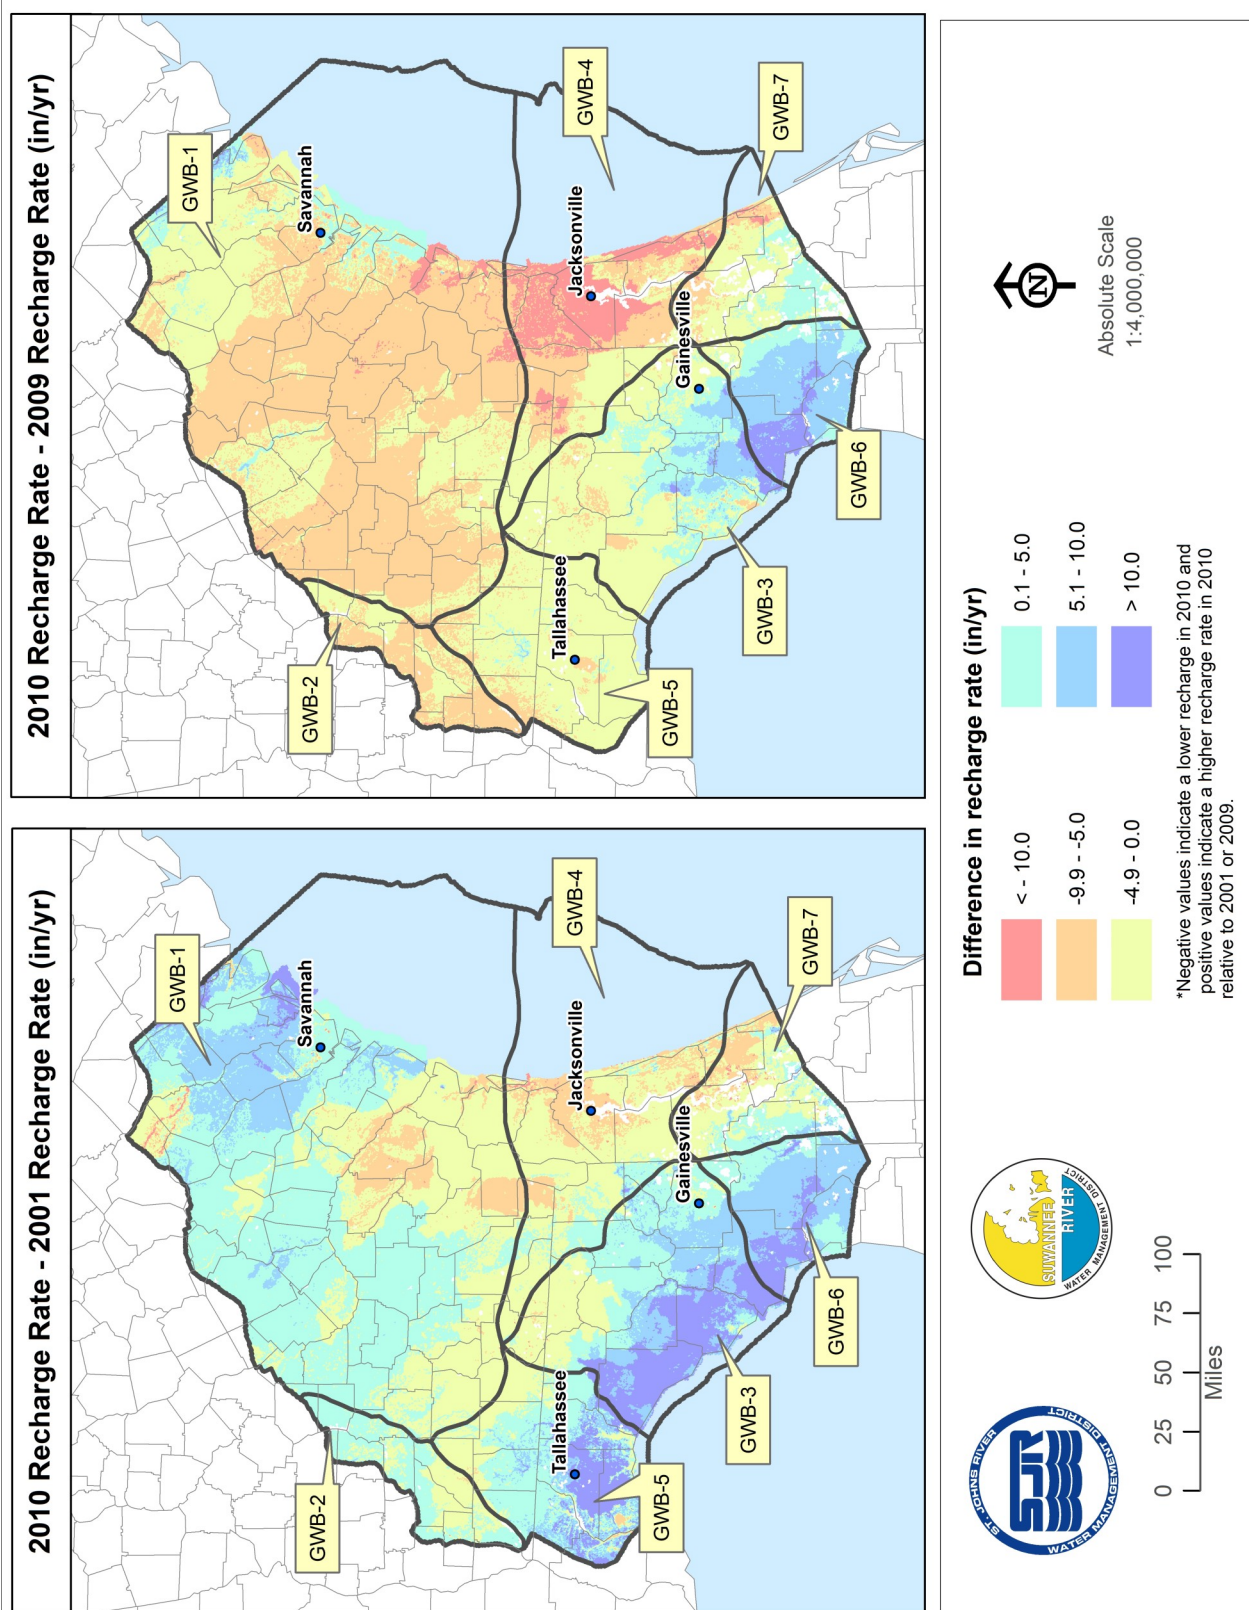 2010 Recharge Rate - 2001 Recharge Rate (in/yr)
GWB-1
Savannah
GWB-2
GWB-4
Jacksonville
Tallahassee
Gainesville
GWB-5
GWB-3
GWB-6
GWB-7
2010 Recharge Rate - 2009 Recharge Rate (in/yr)
GWB-1
Savannah
GWB-2
GWB-4
Jacksonville
Tallahassee
Gainesville
GWB-5
GWB-3
GWB-6
GWB-7
ST. JOHNS RIVER
SJR
WATER MANAGEMENT DISTRICT
SUWANNEE
RIVER
WATER MANAGEMENT DISTRICT
0 25 50 75 100
Miles
Difference in recharge rate (in/yr)
< - 10.0
-9.9 - -5.0
-4.9 - 0.0
0.1 - 5.0
5.1 - 10.0
> 10.0
*Negative values indicate a lower recharge in 2010 and
positive values indicate a higher recharge rate in 2010
relative to 2001 or 2009.
N
Absolute Scale
1:4,000,000